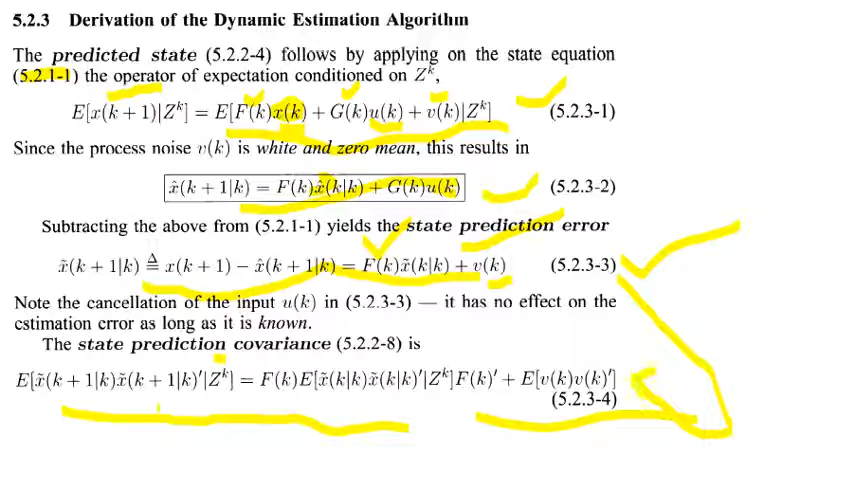 5.2.3 Derivation of the Dynamic Estimation Algorithm
The predicted state (5.2.2-4) follows by applying on the state equation
(5.2.1-1) the operator of expectation conditioned on Z^k,
E[x(k + 1)|Z^k] = E[F(k)x(k) + G(k)u(k) + v(k)|Z^k] (5.2.3-1)
Since the process noise v(k) is white and zero mean, this results in
x̂(k + 1|k) = F(k)x̂(k|k) + G(k)u(k) (5.2.3-2)
Subtracting the above from (5.2.1-1) yields the state prediction error
x̃(k + 1|k) ≜ x(k + 1) − x̂(k + 1|k) = F(k)x̃(k|k) + v(k) (5.2.3-3)
Note the cancellation of the input u(k) in (5.2.3-3) — it has no effect on the
estimation error as long as it is known.
The state prediction covariance (5.2.2-8) is
E[x̃(k + 1|k)x̃(k + 1|k)′|Z^k] = F(k)E[x̃(k|k)x̃(k|k)′|Z^k]F(k)′ + E[v(k)v(k)′]
(5.2.3-4)